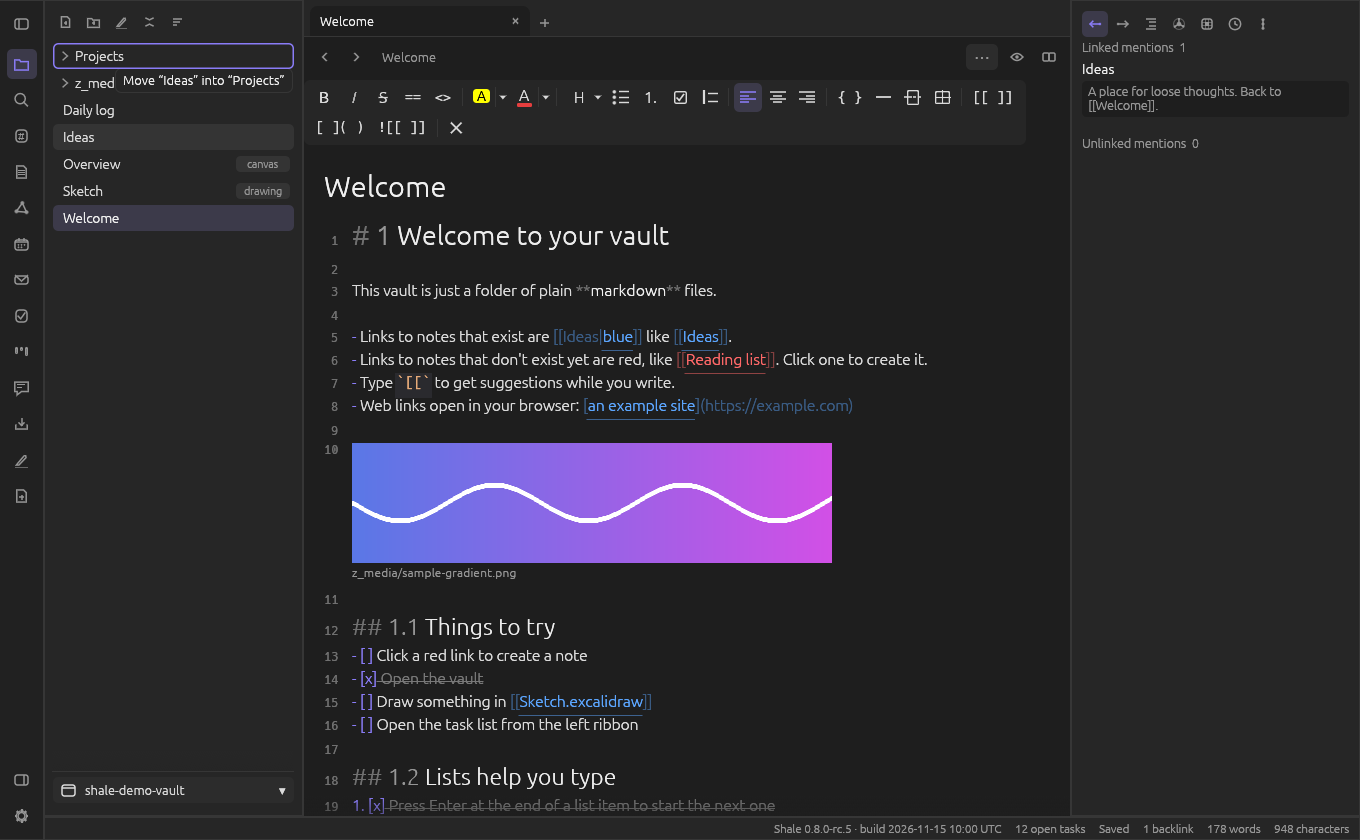 Welcome
Projects
z_med
Move “Ideas” into “Projects”
Daily log
Ideas
Overview canvas
Sketch drawing
Welcome
shale-demo-vault
Welcome
B I S == <> A A H 1. { } — [[ ]]
[ ]( ) ![[ ]]
Welcome
1 # 1 Welcome to your vault
2
3 This vault is just a folder of plain **markdown** files.
4
5 - Links to notes that exist are [[Ideas|blue]] like [[Ideas]].
6 - Links to notes that don't exist yet are red, like [[Reading list]]. Click one to create it.
7 - Type `[[` to get suggestions while you write.
8 - Web links open in your browser: [an example site](https://example.com)
9
10
z_media/sample-gradient.png
11
12 ## 1.1 Things to try
13 - [ ] Click a red link to create a note
14 - [x] Open the vault
15 - [ ] Draw something in [[Sketch.excalidraw]]
16 - [ ] Open the task list from the left ribbon
17
18 ## 1.2 Lists help you type
19 1. [x] Press Enter at the end of a list item to start the next one
Linked mentions 1
Ideas
A place for loose thoughts. Back to
[[Welcome]].
Unlinked mentions 0
Shale 0.8.0-rc.5 · build 2026-11-15 10:00 UTC 12 open tasks Saved 1 backlink 178 words 948 characters